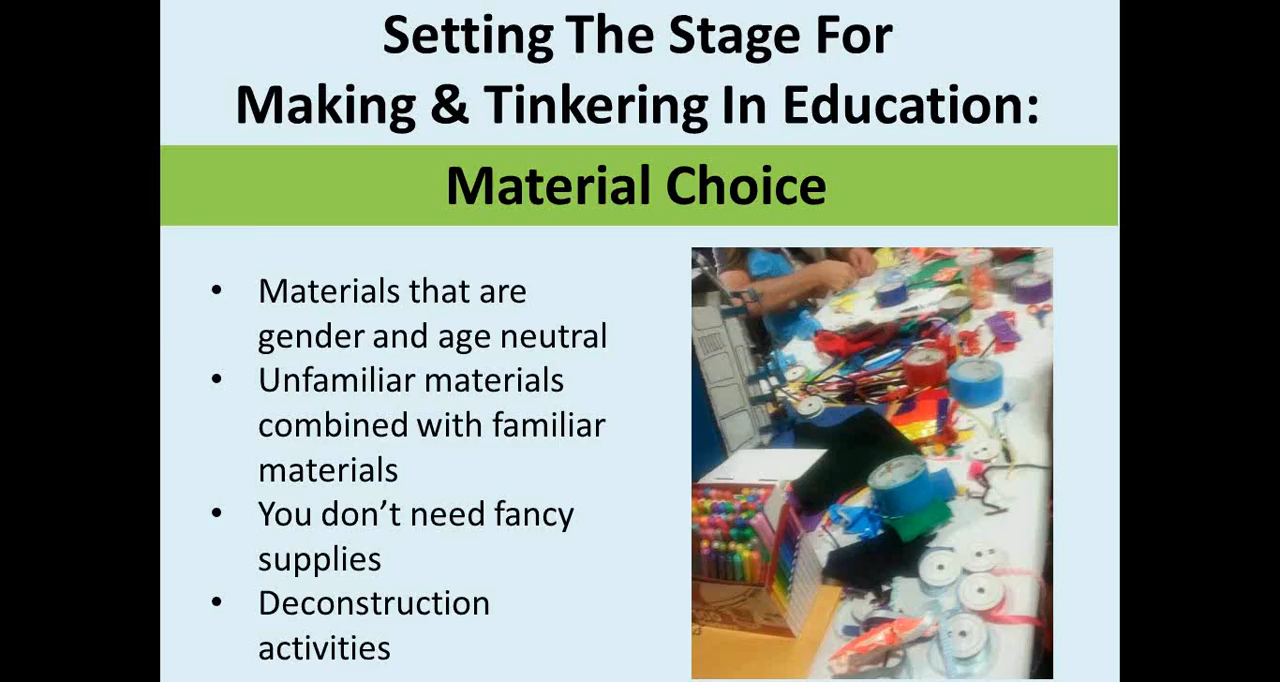 Setting The Stage For
Making & Tinkering In Education:
Material Choice
• Materials that are
gender and age neutral
• Unfamiliar materials
combined with familiar
materials
• You don’t need fancy
supplies
• Deconstruction
activities